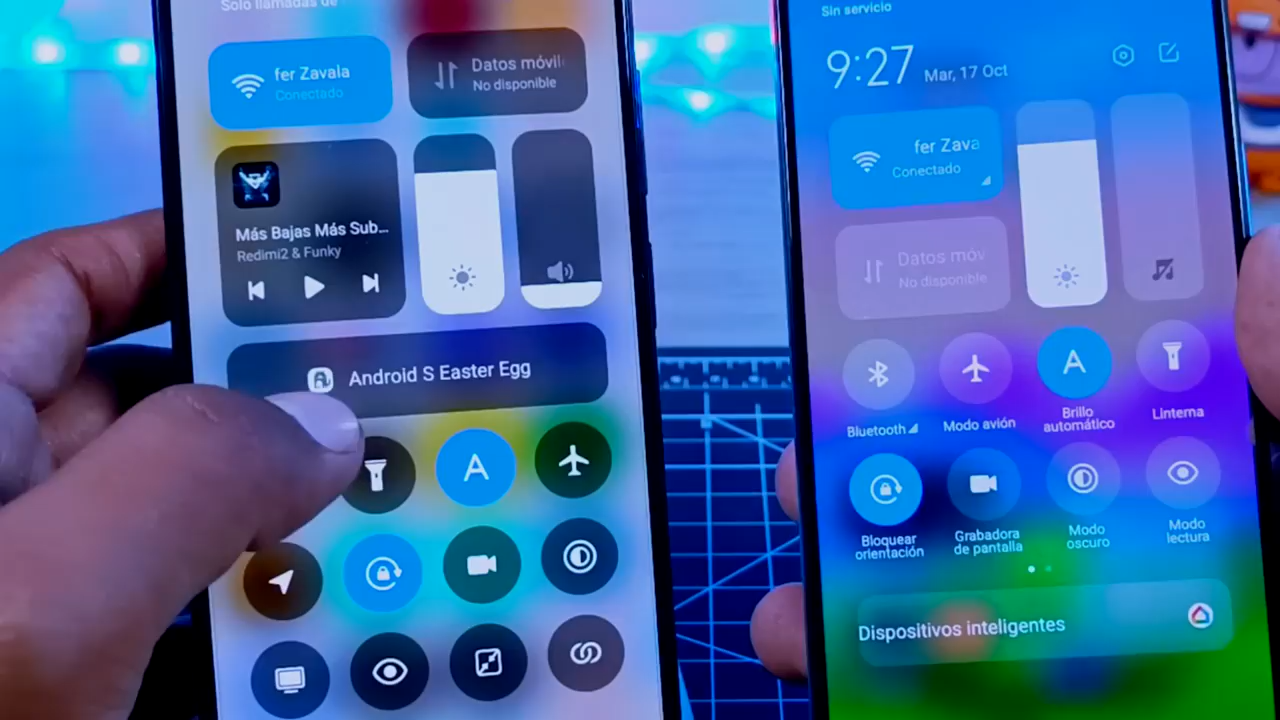 Solo llamadas de
fer Zavala
Conectado
Datos móvil
No disponible
Más Bajas Más Sub...
Redimi2 & Funky
Android S Easter Egg
A
Sin servicio
9:27 Mar, 17 Oct
fer Zava
Conectado
Datos móv
No disponible
A
Bluetooth
Modo avión
Brillo
automático
Linterna
Bloquear
orientación
Grabadora
de pantalla
Modo
oscuro
Modo
lectura
Dispositivos inteligentes